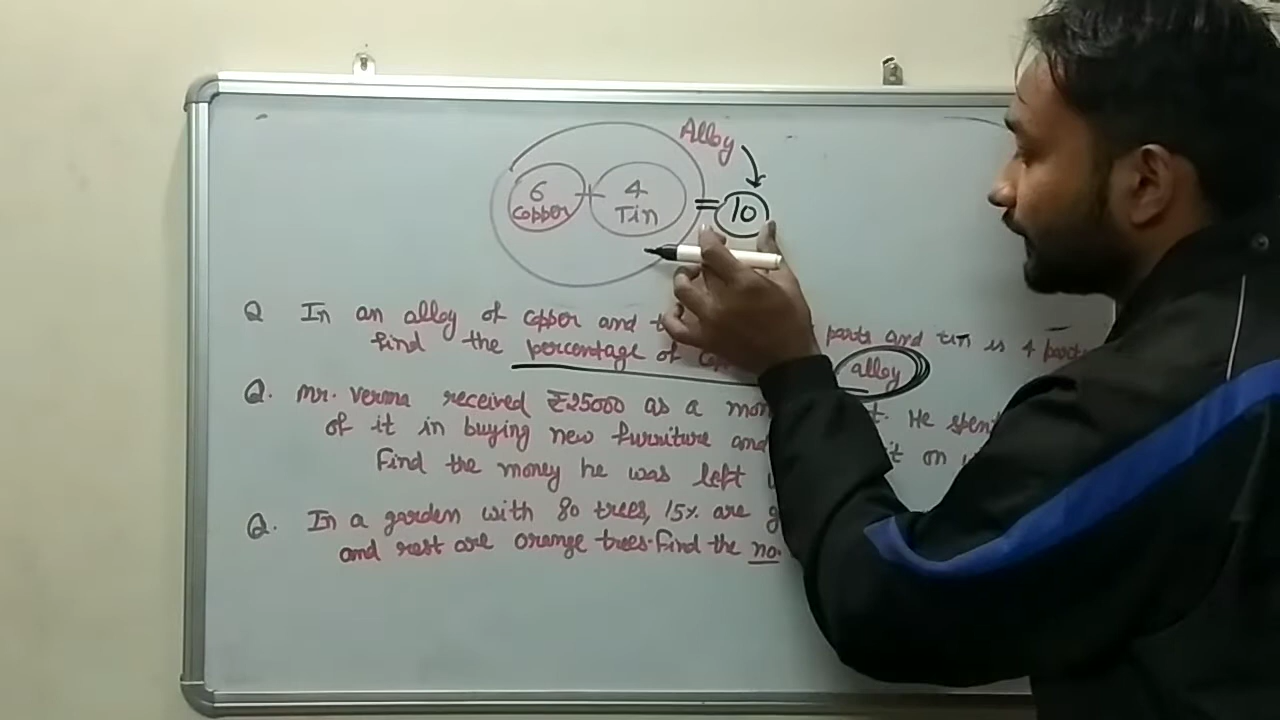 Alloy
6 + 4 = 10
Copper Tin
Q In an alloy of copper and parts and tin is 4 parts
find the percentage of alloy
Q. Mr. Verma received ₹25000 as a He spent
of it in buying new furniture and it on
Find the money he was left
Q. In a garden with 80 trees, 15% are
and rest are orange trees. Find the no.